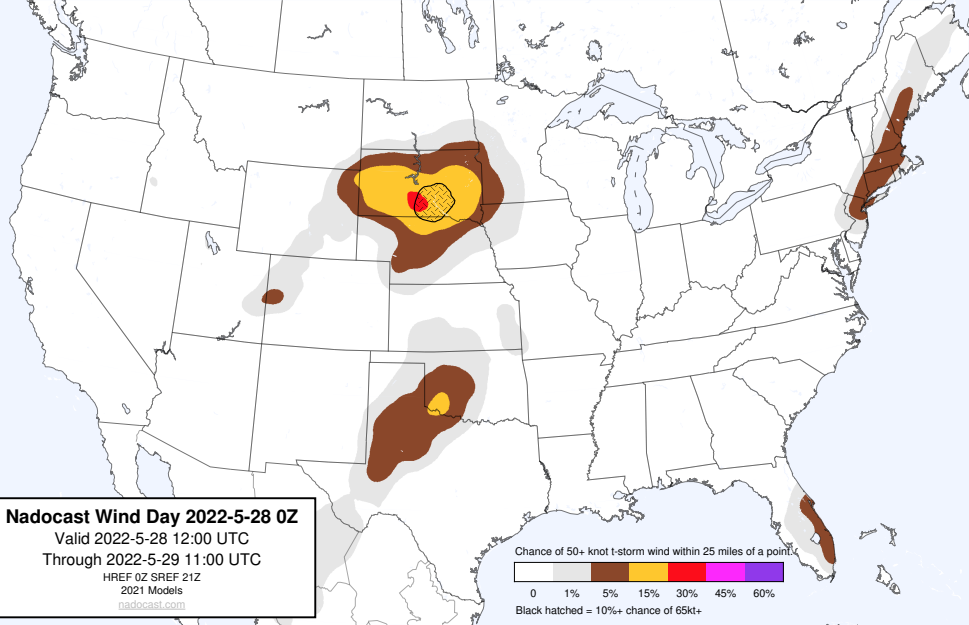 Nadocast Wind Day 2022-5-28 0Z
Valid 2022-5-28 12:00 UTC
Through 2022-5-29 11:00 UTC
HREF 0Z SREF 21Z
2021 Models
nadocast.com
Chance of 50+ knot t-storm wind within 25 miles of a point.
0 1% 5% 15% 30% 45% 60%
Black hatched = 10%+ chance of 65kt+